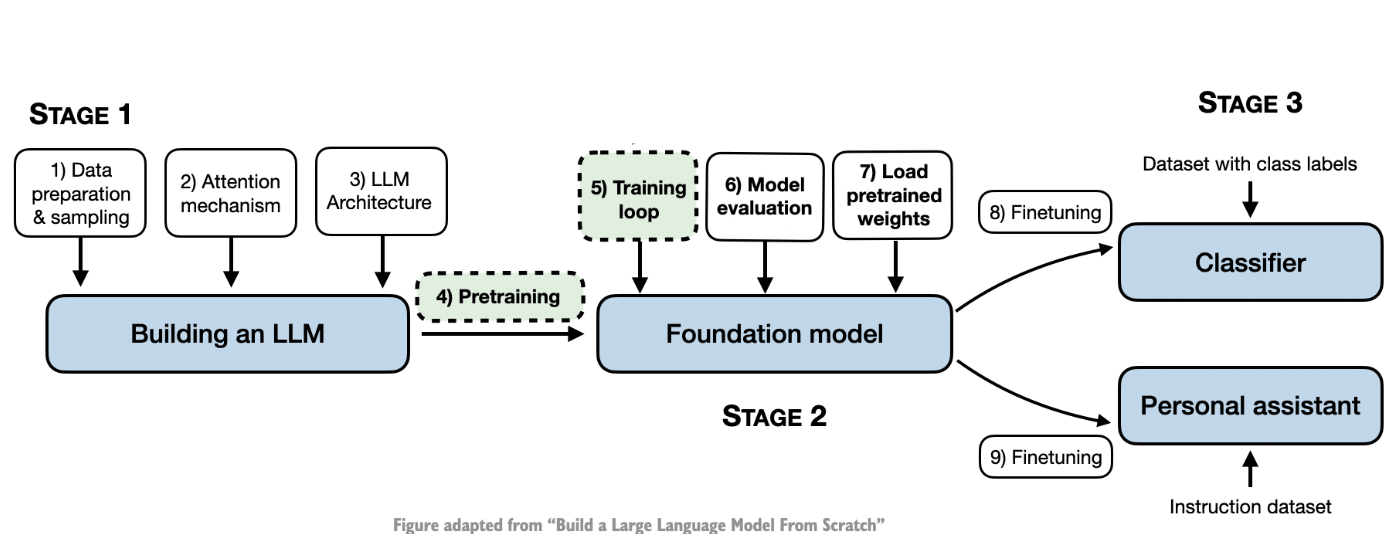 STAGE 1
1) Data
preparation
& sampling
2) Attention
mechanism
3) LLM
Architecture
Building an LLM
4) Pretraining
5) Training
loop
6) Model
evaluation
7) Load
pretrained
weights
Foundation model
STAGE 2
STAGE 3
8) Finetuning
Dataset with class labels
Classifier
Personal assistant
9) Finetuning
Instruction dataset
Figure adapted from “Build a Large Language Model From Scratch”